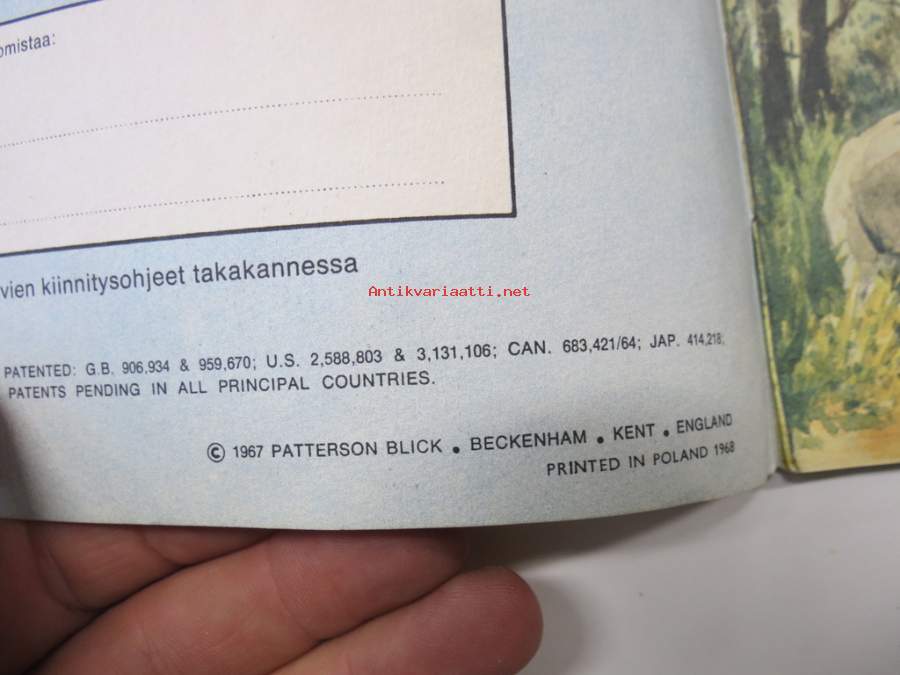 omistaa:
vien kiinnitysohjeet takakannessa
Antikvariaatti.net
PATENTED: G.B. 906,934 & 959,670; U.S. 2,588,803 & 3,131,106; CAN. 683,421/64; JAP. 414,218;
PATENTS PENDING IN ALL PRINCIPAL COUNTRIES.
© 1967 PATTERSON BLICK • BECKENHAM • KENT • ENGLAND
PRINTED IN POLAND 1968